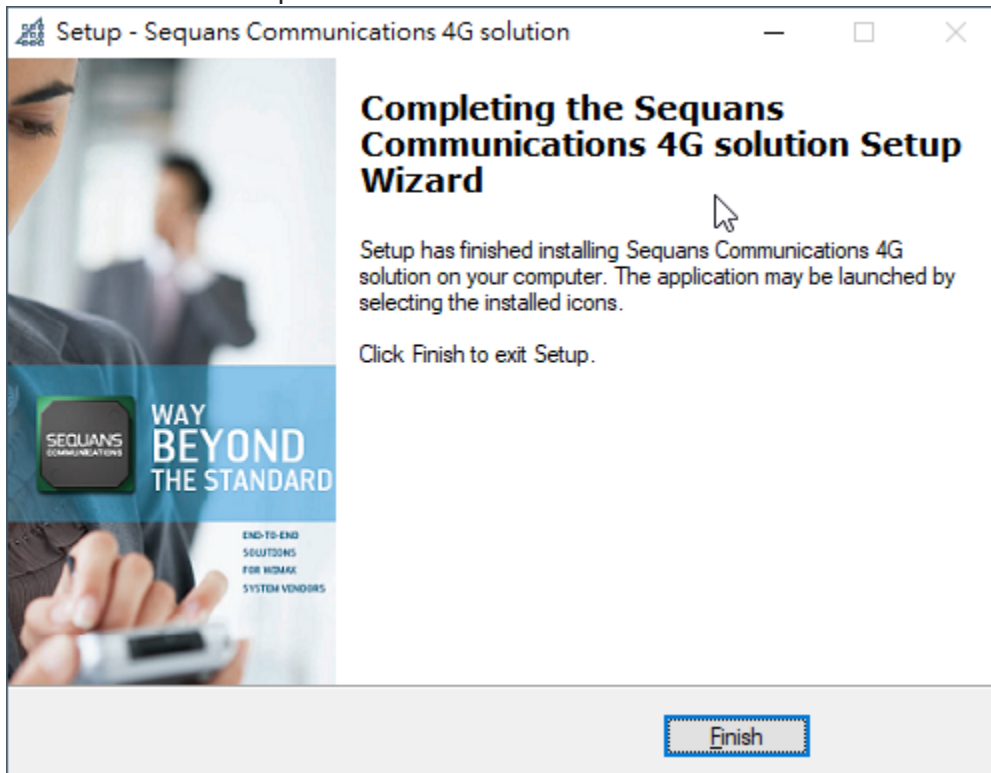 Setup - Sequans Communications 4G solution
Completing the Sequans
Communications 4G solution Setup
Wizard
Setup has finished installing Sequans Communications 4G
solution on your computer. The application may be launched by
selecting the installed icons.
Click Finish to exit Setup.
SEQUANS
COMMUNICATIONS
WAY
BEYOND
THE STANDARD
END-TO-END
SOLUTIONS
FOR WIMAX
SYSTEM VENDORS
Finish